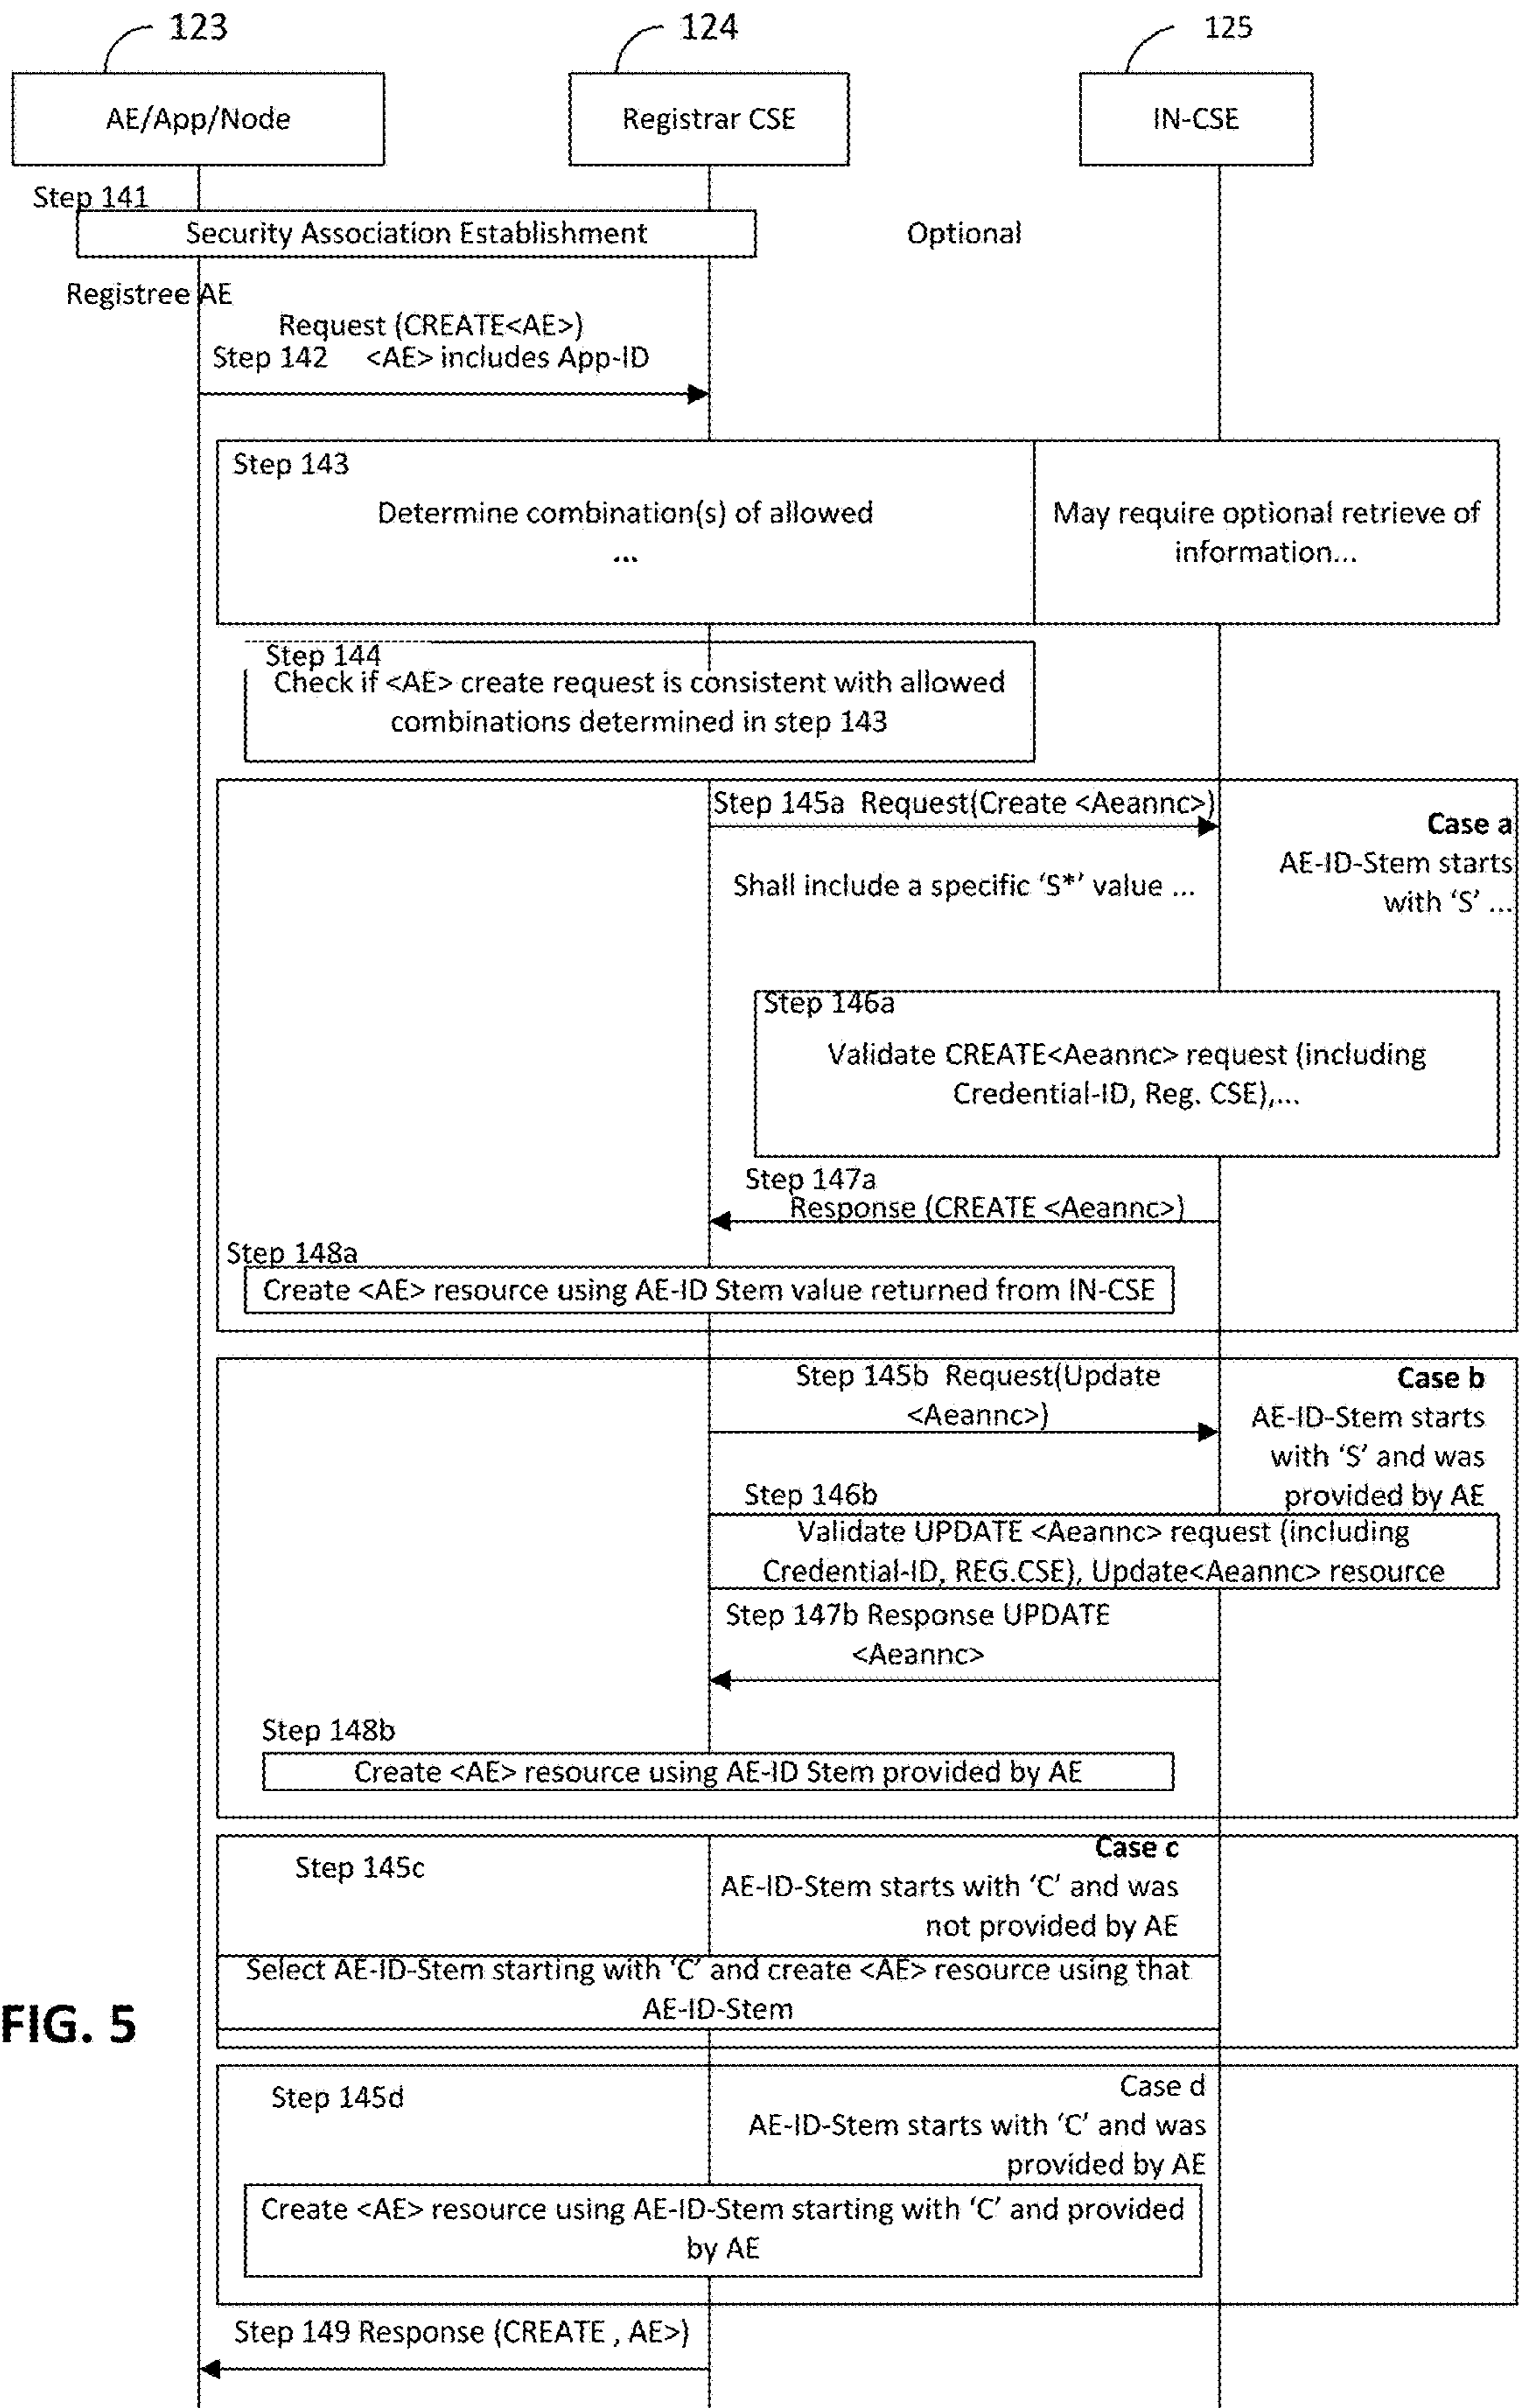 123
124
125
AE/App/Node
Registrar CSE
IN-CSE
Step 141
Security Association Establishment
Optional
Registree AE
Request (CREATE<AE>)
Step 142 <AE> includes App-ID
Step 143
Determine combination(s) of allowed
...
May require optional retrieve of
information...
Step 144
Check if <AE> create request is consistent with allowed
combinations determined in step 143
Step 145a Request(Create <Aeannc>)
Case a
AE-ID-Stem starts
with ‘S’ ...
Shall include a specific ‘S*’ value ...
Step 146a
Validate CREATE<Aeannc> request (including
Credential-ID, Reg. CSE),...
Step 147a
Response (CREATE <Aeannc>)
Step 148a
Create <AE> resource using AE-ID Stem value returned from IN-CSE
Step 145b Request(Update
<Aeannc>)
Case b
AE-ID-Stem starts
with ‘S’ and was
provided by AE
Step 146b
Validate UPDATE <Aeannc> request (including
Credential-ID, REG.CSE), Update<Aeannc> resource
Step 147b Response UPDATE
<Aeannc>
Step 148b
Create <AE> resource using AE-ID Stem provided by AE
Case c
Step 145c
AE-ID-Stem starts with ‘C’ and was
not provided by AE
Select AE-ID-Stem starting with ‘C’ and create <AE> resource using that
AE-ID-Stem
FIG. 5
Case d
Step 145d
AE-ID-Stem starts with ‘C’ and was
provided by AE
Create <AE> resource using AE-ID-Stem starting with ‘C’ and provided
by AE
Step 149 Response (CREATE , AE>)